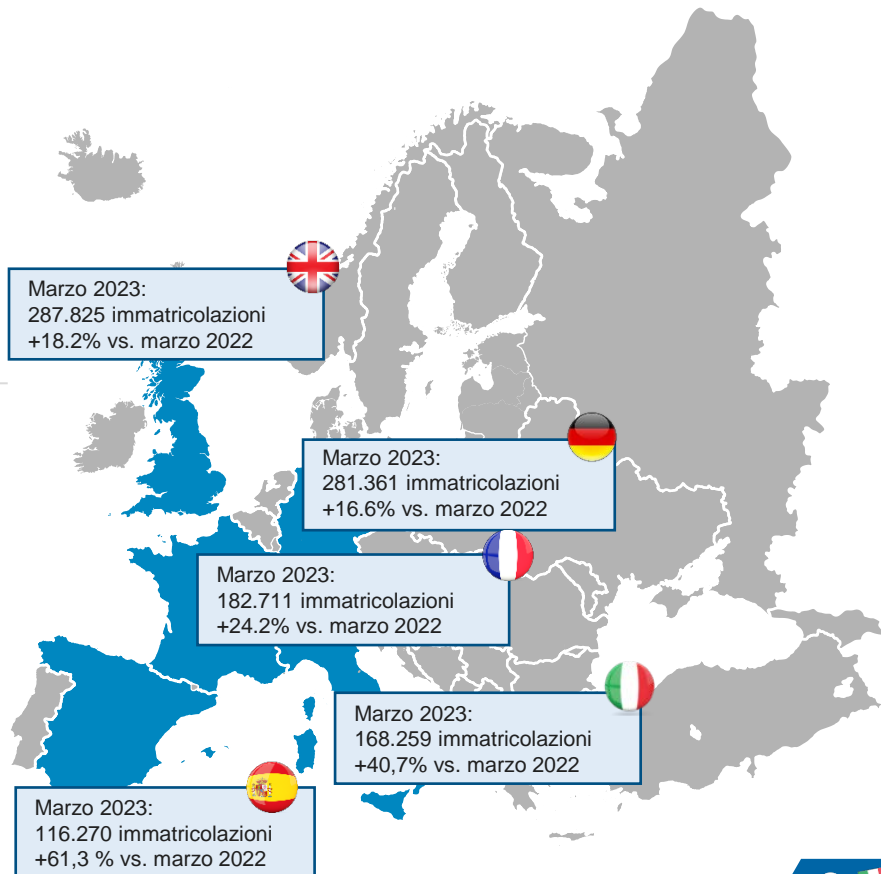 Marzo 2023:
287.825 immatricolazioni
+18.2% vs. marzo 2022
Marzo 2023:
281.361 immatricolazioni
+16.6% vs. marzo 2022
Marzo 2023:
182.711 immatricolazioni
+24.2% vs. marzo 2022
Marzo 2023:
168.259 immatricolazioni
+40,7% vs. marzo 2022
Marzo 2023:
116.270 immatricolazioni
+61,3 % vs. marzo 2022